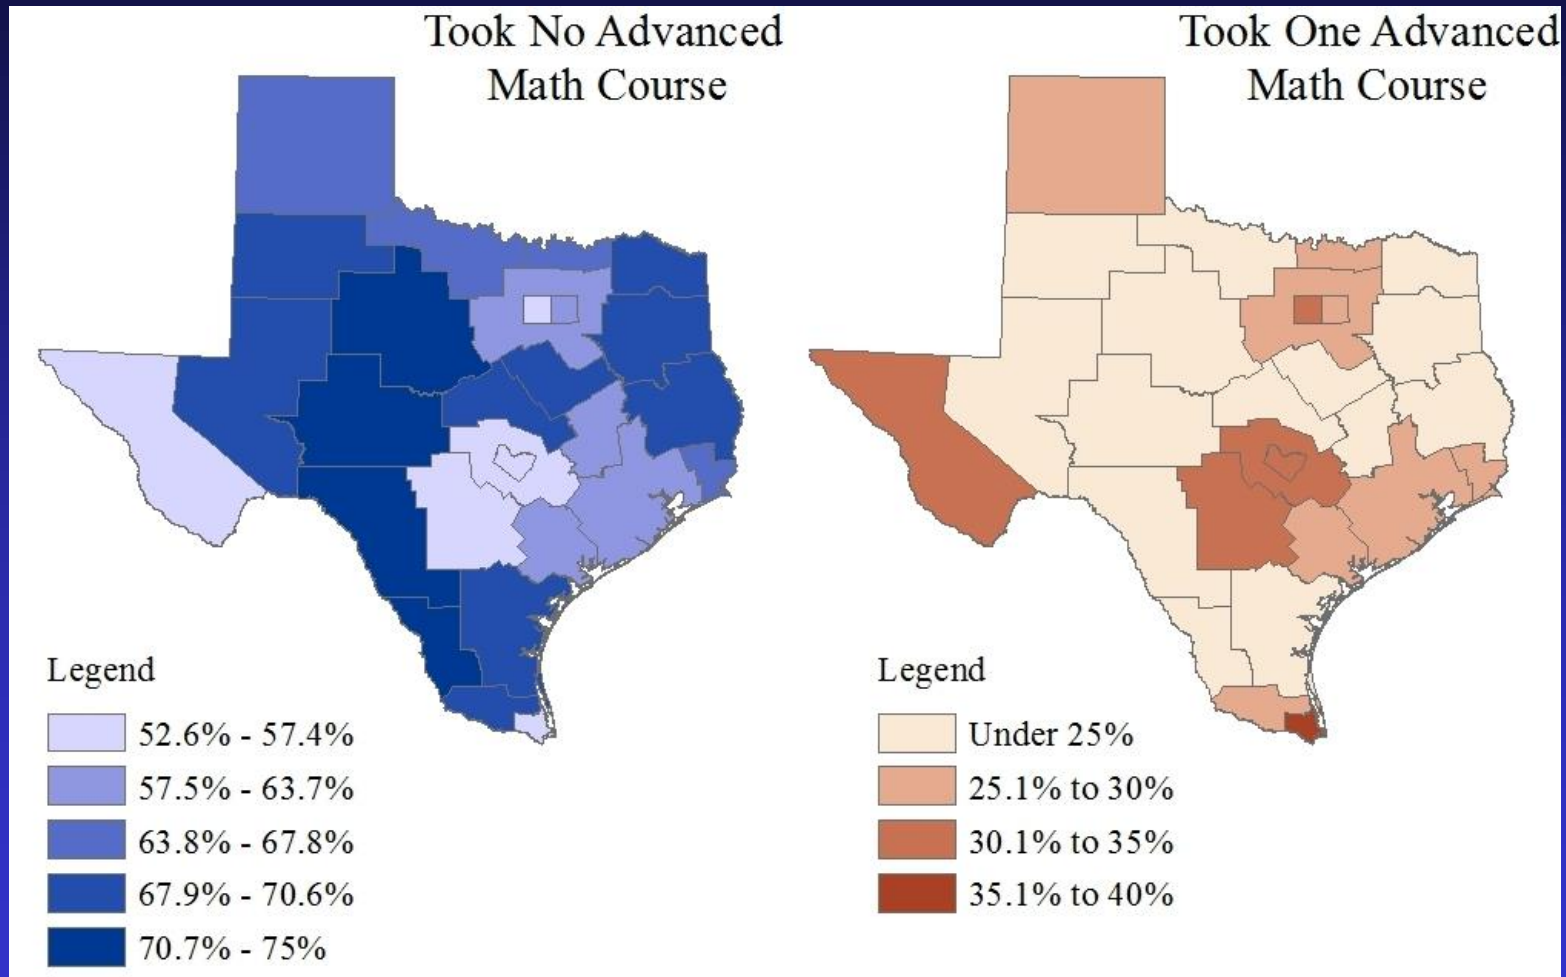 Took No Advanced
Math Course
Legend
52.6% - 57.4%
57.5% - 63.7%
63.8% - 67.8%
67.9% - 70.6%
70.7% - 75%
Took One Advanced
Math Course
Legend
Under 25%
25.1% to 30%
30.1% to 35%
35.1% to 40%